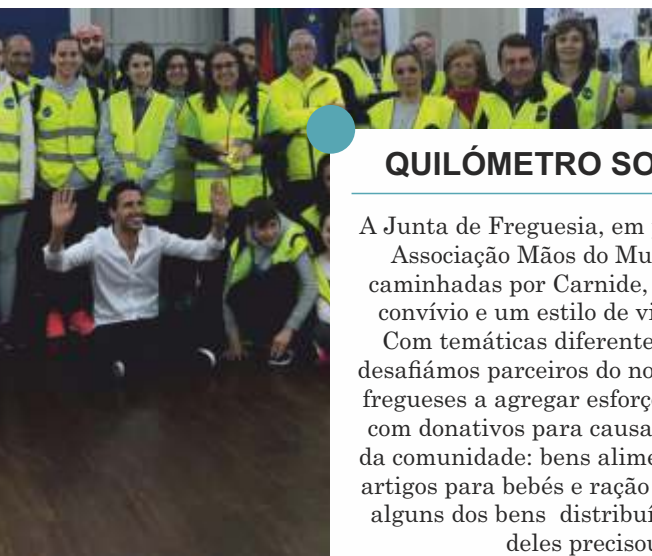 QUILÓMETRO SO
A Junta de Freguesia, em
Associação Mãos do Mu
caminhadas por Carnide,
convívio e um estilo de vi
Com temáticas diferente
desafiámos parceiros do no
fregueses a agregar esforç
com donativos para causa
da comunidade: bens alime
artigos para bebés e ração
alguns dos bens distribuí
deles precisou